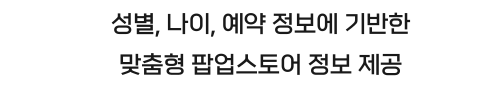 성별, 나이, 예약 정보에 기반한
맞춤형 팝업스토어 정보 제공